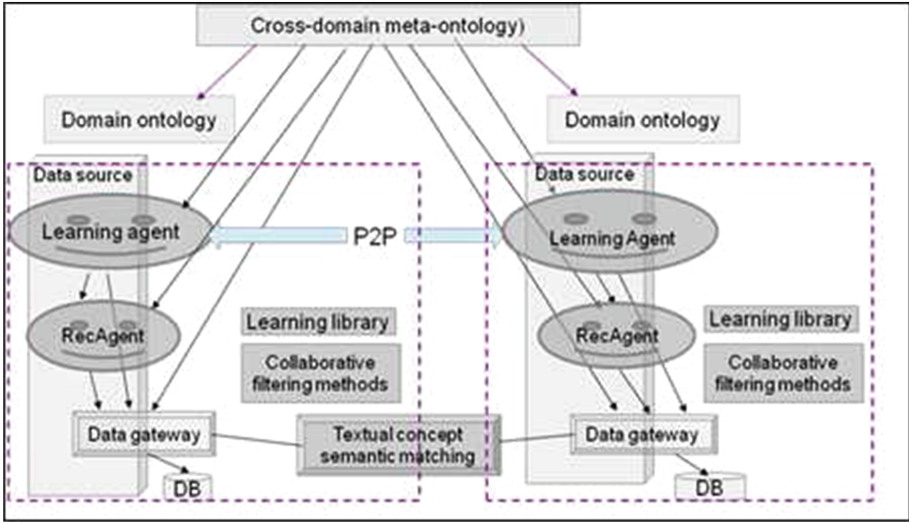 Cross-domain meta-ontology)
Domain ontology
Domain ontology
Data source
Data source
Learning agent
P2P
Learning Agent
RecAgent
Learning library
Collaborative
filtering methods
RecAgent
Learning library
Collaborative
filtering methods
Data gateway
Textual concept
semantic matching
Data gateway
DB
DB